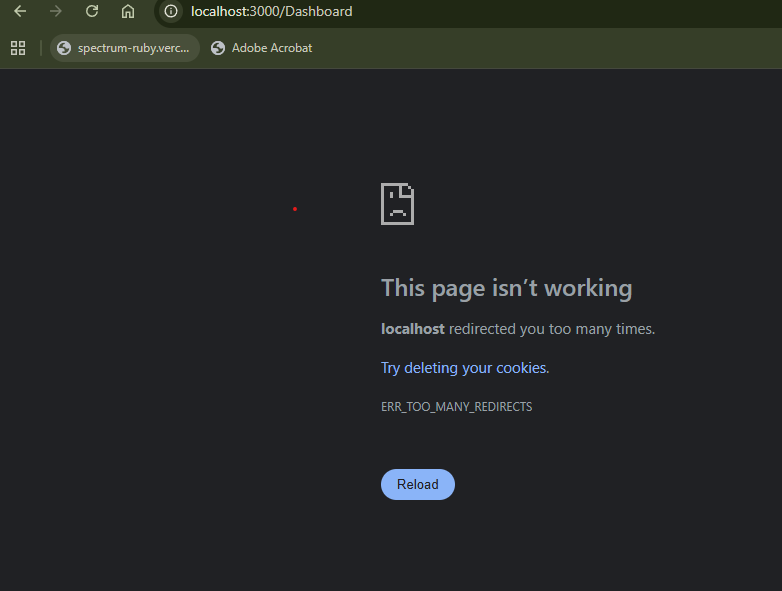 localhost:3000/Dashboard
spectrum-ruby.verc...
Adobe Acrobat
This page isn’t working
localhost redirected you too many times.
Try deleting your cookies.
ERR_TOO_MANY_REDIRECTS
Reload